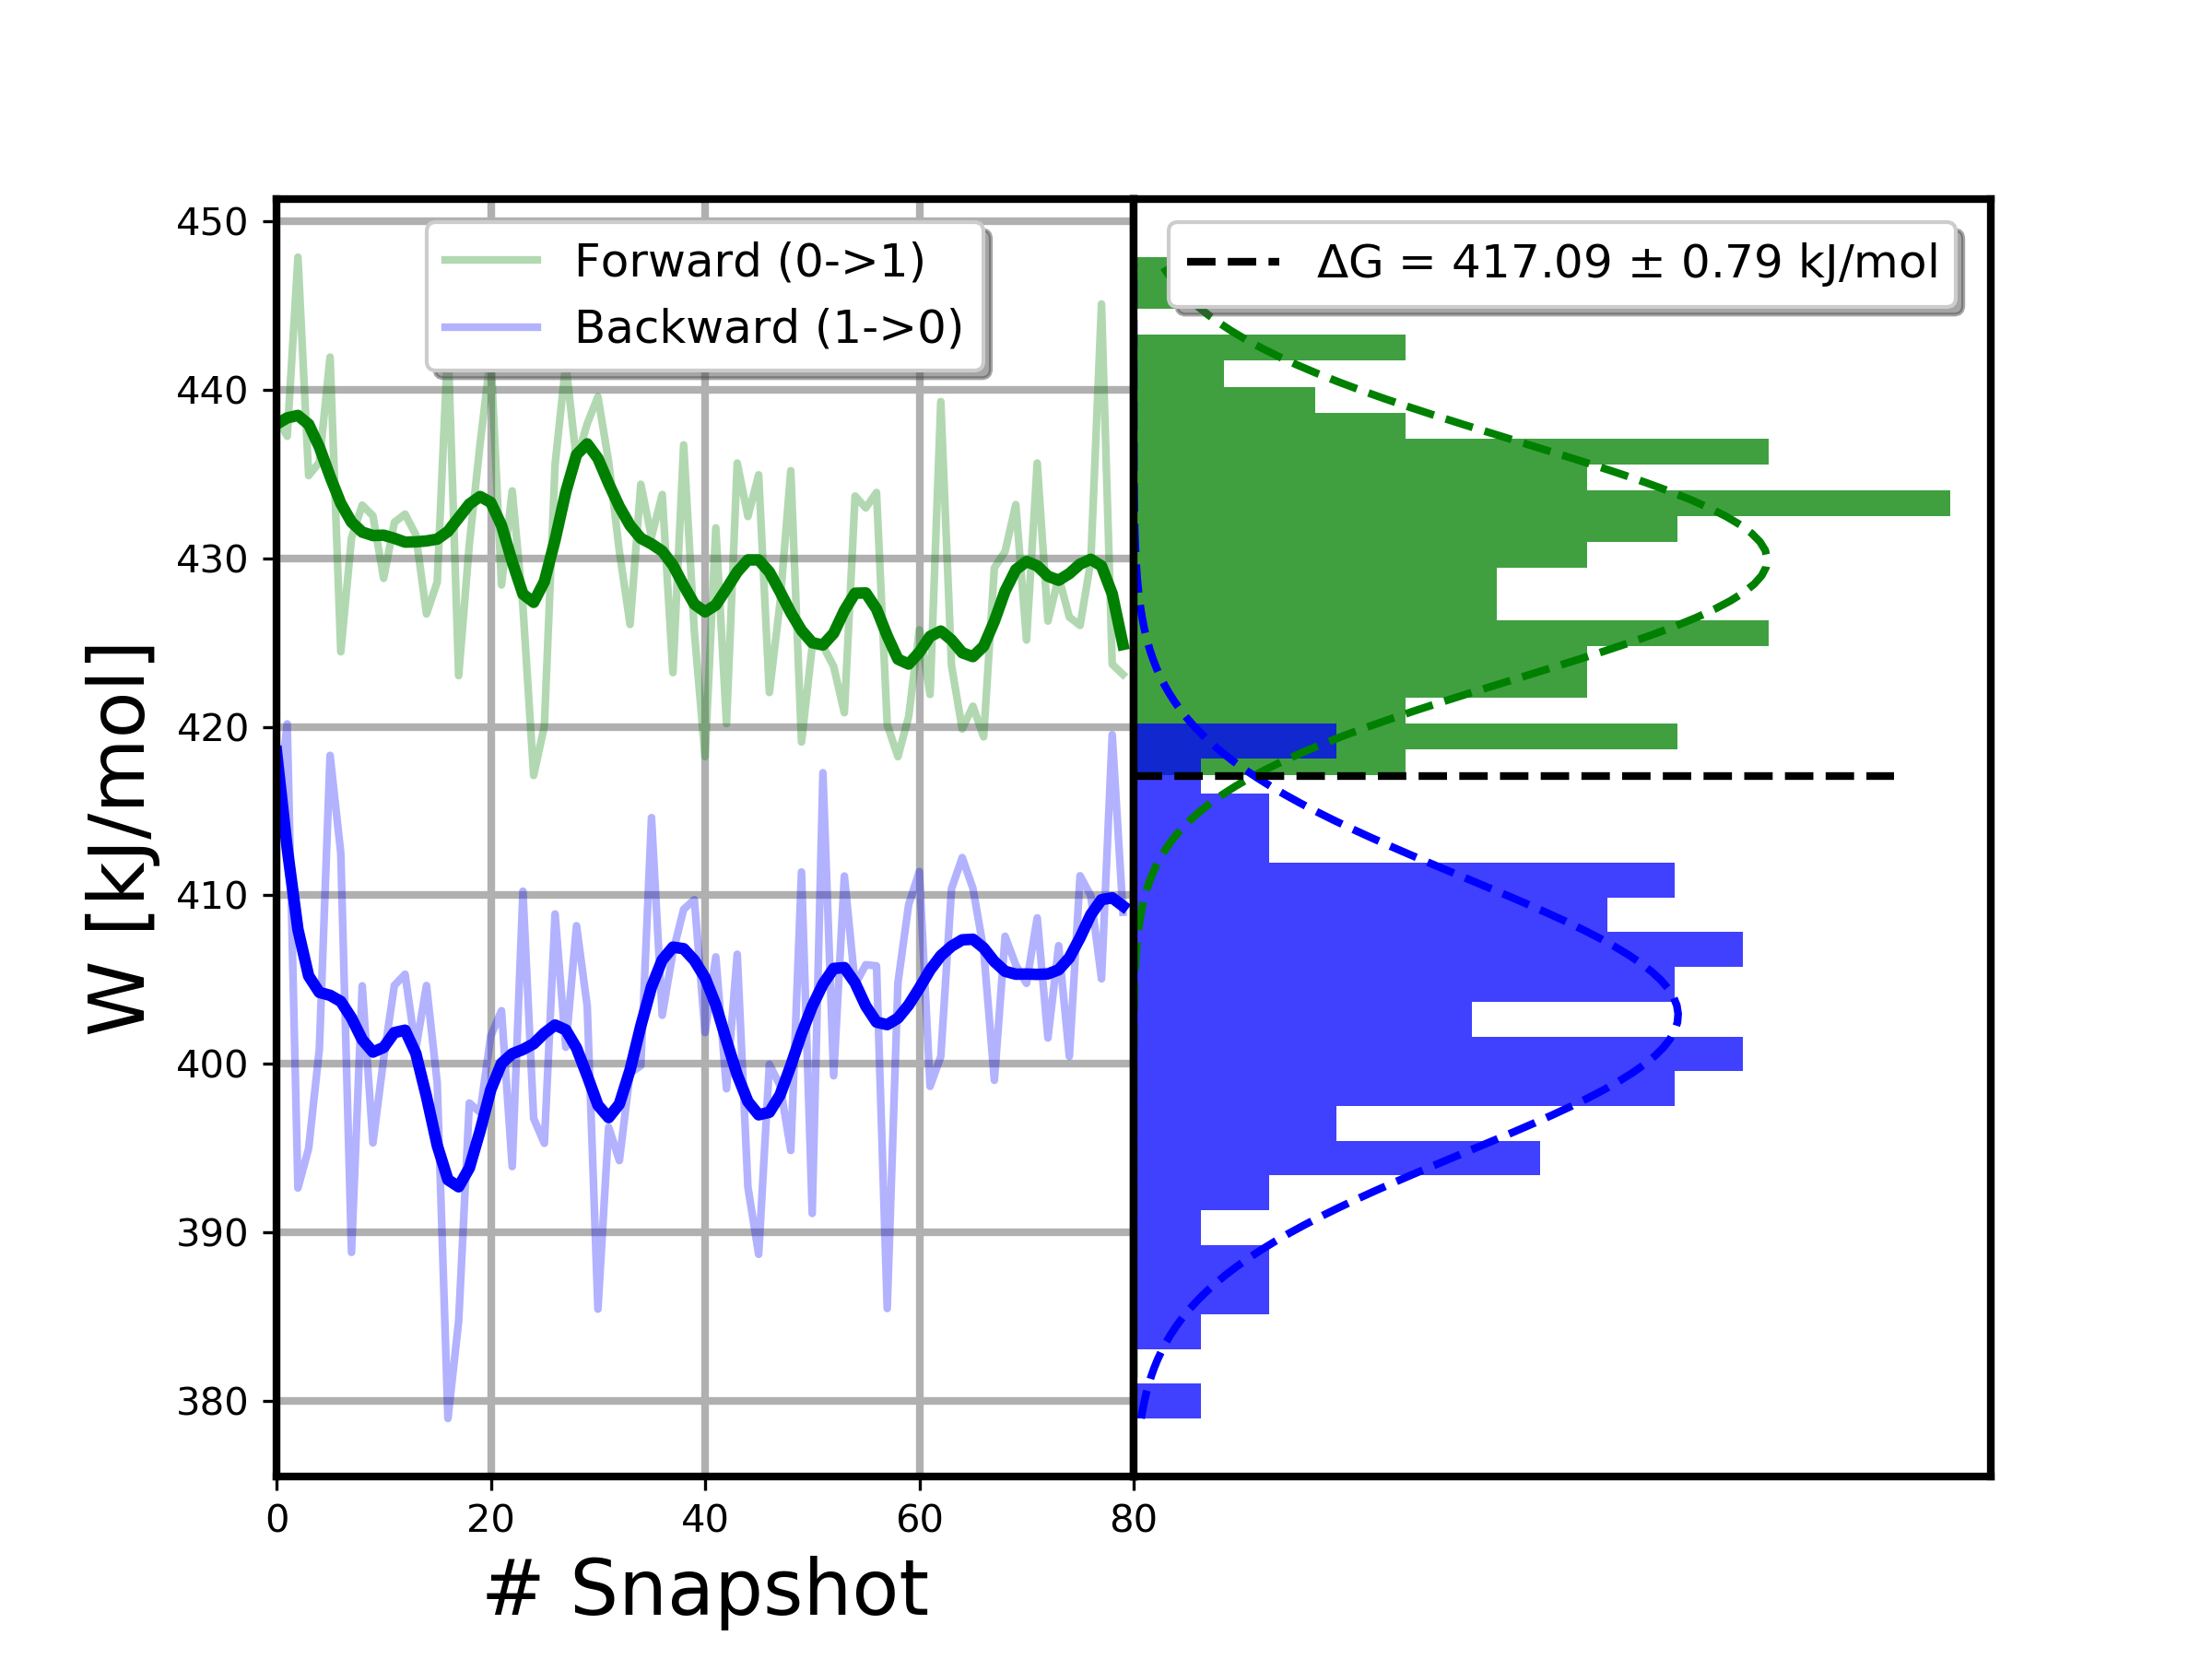 W [kJ/mol]
450
440
430
420
410
400
390
380
Forward (0->1)
Backward (1->0)
ΔG = 417.09 ± 0.79 kJ/mol
0 20 40 60 80
# Snapshot